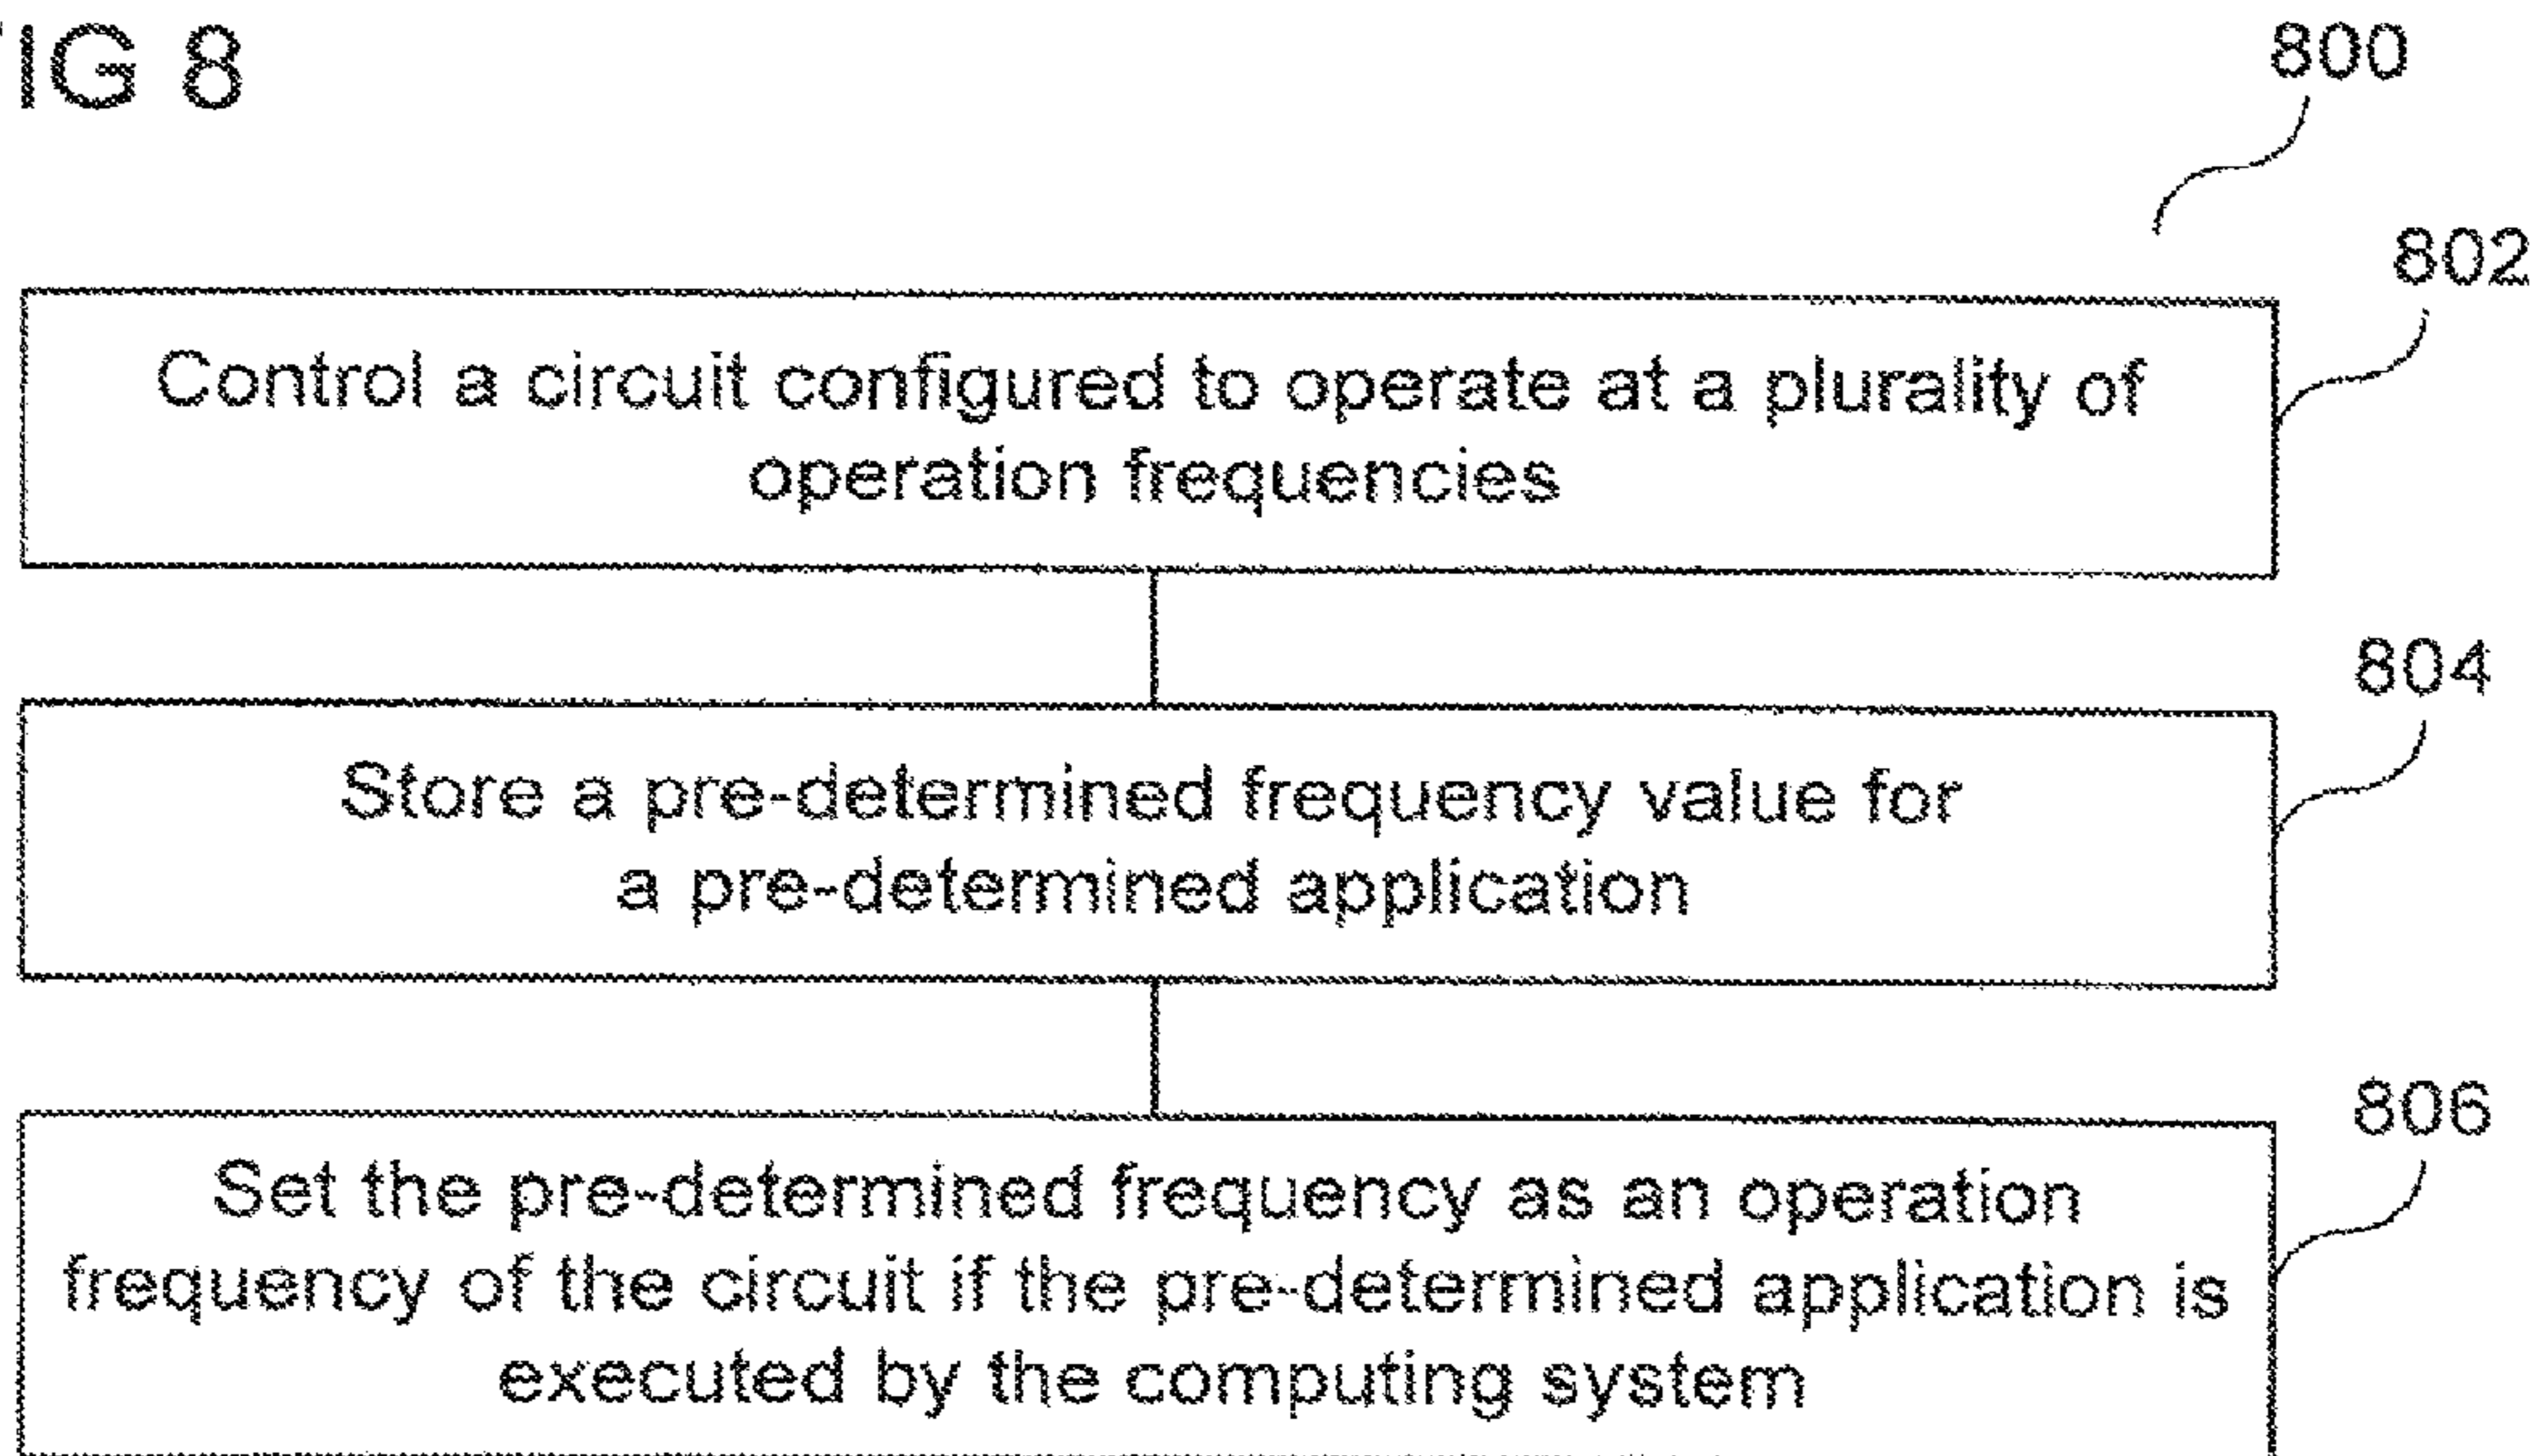 IG 8
800
802
Control a circuit configured to operate at a plurality of
operation frequencies
804
Store a pre-determined frequency value for
a pre-determined application
806
Set the pre-determined frequency as an operation
frequency of the circuit if the pre-determined application is
executed by the computing system